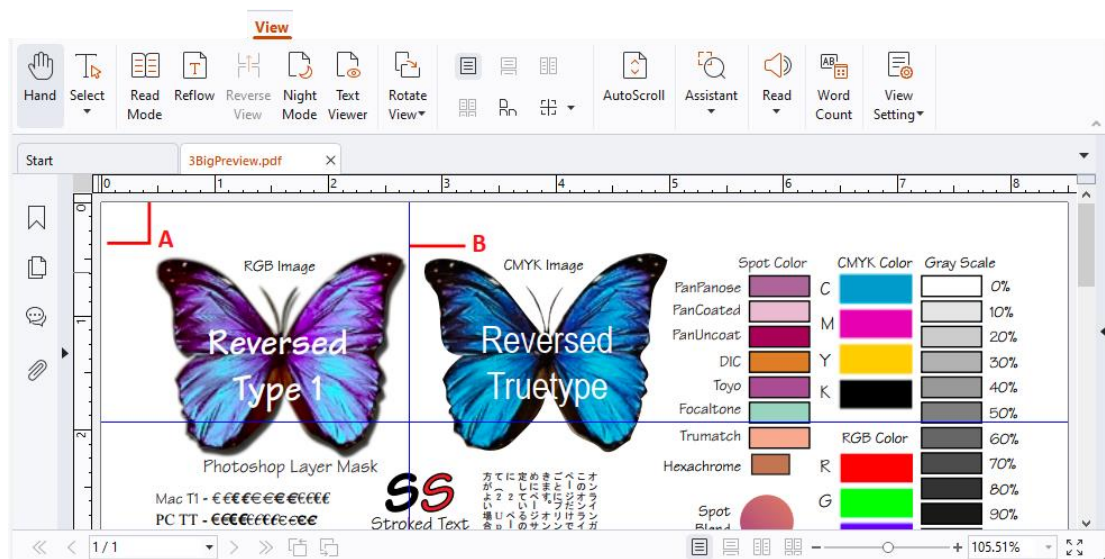 View
Hand
Select
Read Mode
Reflow
Reverse View
Night Mode
Text Viewer
Rotate View
AutoScroll
Assistant
Read
Word Count
View Setting
Start
3BigPreview.pdf
0 1 2 3 4 5 6 7 8
0
1
2
A
B
RGB Image
Reversed
Type 1
Photoshop Layer Mask
CMYK Image
Reversed
Truetype
Spot Color
PanPanose
PanCoated
PanUncoat
DIC
Toyo
Focaltone
Trumatch
Hexachrome
CMYK Color
C
M
Y
K
RGB Color
R
G
Gray Scale
0%
10%
20%
30%
40%
50%
60%
70%
80%
90%
Mac T1 - €€€€€€€€€€€€€
PC TT - €€€€€€€€€€€€
SS
Stroked Text
Spot
Blend
1 / 1
105.51%